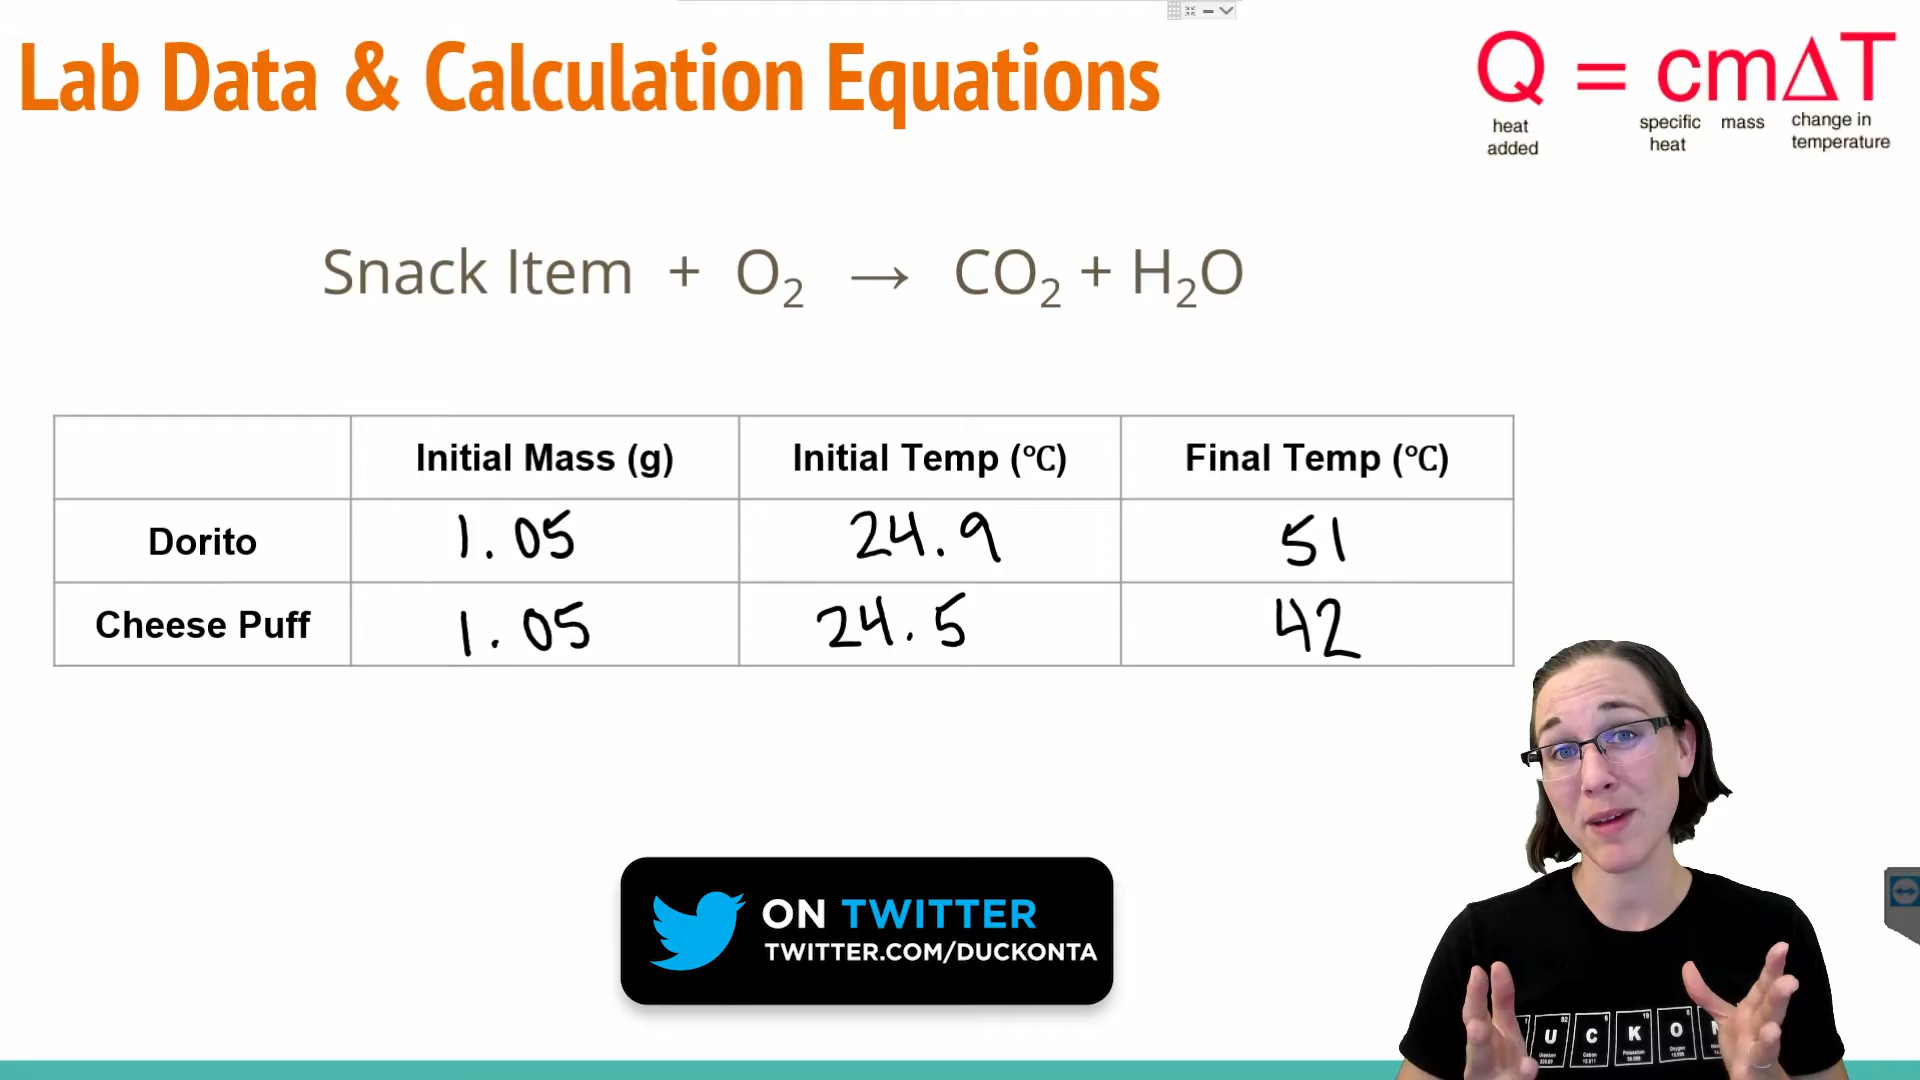 Lab Data & Calculation Equations
Q = cmΔT
heat added
specific heat
mass
change in temperature
Snack Item + O₂ → CO₂ + H₂O
Initial Mass (g) Initial Temp (°C) Final Temp (°C)
Dorito 1.05 24.9 51
Cheese Puff 1.05 24.5 42
ON TWITTER
TWITTER.COM/DUCKONTA
U C K O